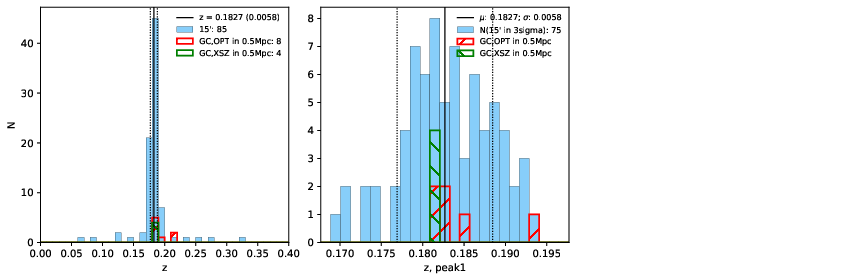 z = 0.1827 (0.0058)
15': 85
GC,OPT in 0.5Mpc: 8
GC,XSZ in 0.5Mpc: 4
N
40
30
20
10
0
0.00 0.05 0.10 0.15 0.20 0.25 0.30 0.35 0.40
z
μ: 0.1827; σ: 0.0058
N(15' in 3sigma): 75
GC,OPT in 0.5Mpc
GC,XSZ in 0.5Mpc
8
7
6
5
4
3
2
1
0
0.170 0.175 0.180 0.185 0.190 0.195
z, peak1